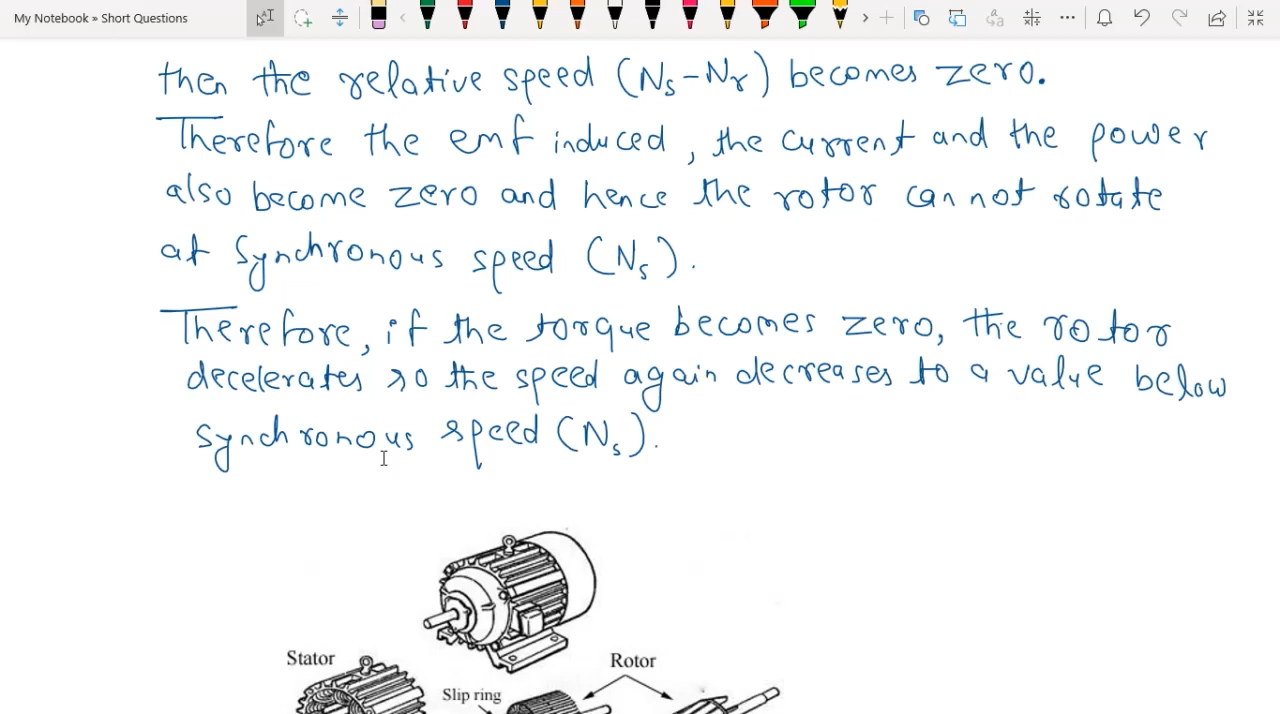 My Notebook » Short Questions
then the relative speed (Ns-Nr) becomes zero.
Therefore the emf induced, the current and the power
also become zero and hence the rotor cannot rotate
at synchronous speed (Ns).
Therefore, if the torque becomes zero, the rotor
decelerates so the speed again decreases to a value below
synchronous speed (Ns).
Stator
Rotor
Slip ring